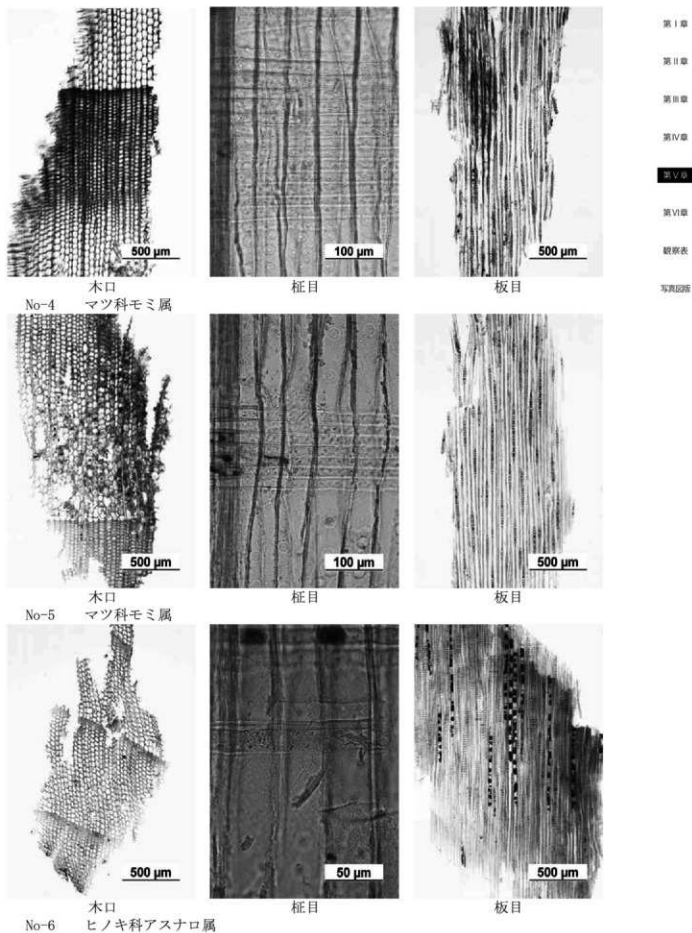 500 μm
100 μm
500 μm
木口
柾目
板目
No-4 マツ科モミ属
500 μm
100 μm
500 μm
木口
柾目
板目
No-5 マツ科モミ属
500 μm
50 μm
500 μm
木口
柾目
板目
No-6 ヒノキ科アスナロ属
第Ⅰ章
第Ⅱ章
第Ⅲ章
第Ⅳ章
第Ⅴ章
第Ⅵ章
観察表
写真図版